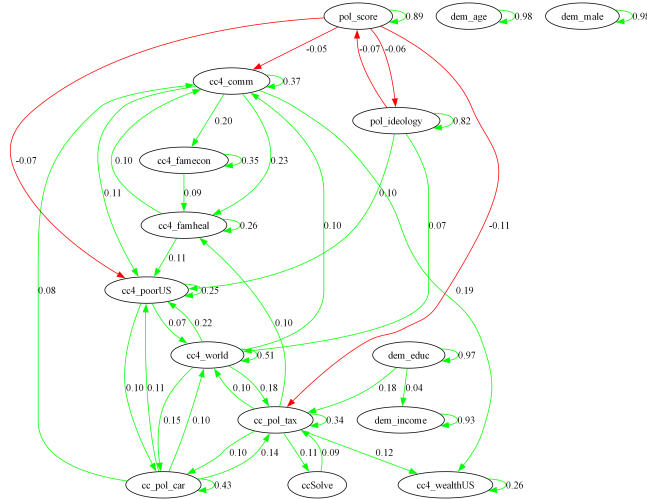 pol_score 0.89 dem_age 0.98 dem_male 0.98
-0.05 -0.07 -0.06
cc4_comm 0.37
pol_ideology 0.82
0.20
cc4_famecon 0.35
-0.07 0.10 0.23
0.11 0.09 0.10
cc4_famheal 0.26
0.10 0.07 -0.11
0.11
cc4_poorUS 0.25
0.08 0.10 0.19
0.07 0.22
cc4_world 0.51 dem_educ 0.97
0.10 0.11 0.10 0.18 0.18 0.04
0.15 0.10
cc_pol_tax 0.34 dem_income 0.93
0.10 0.14 0.11 0.09 0.12
cc_pol_car 0.43 ccSolve cc4_wealthUS 0.26